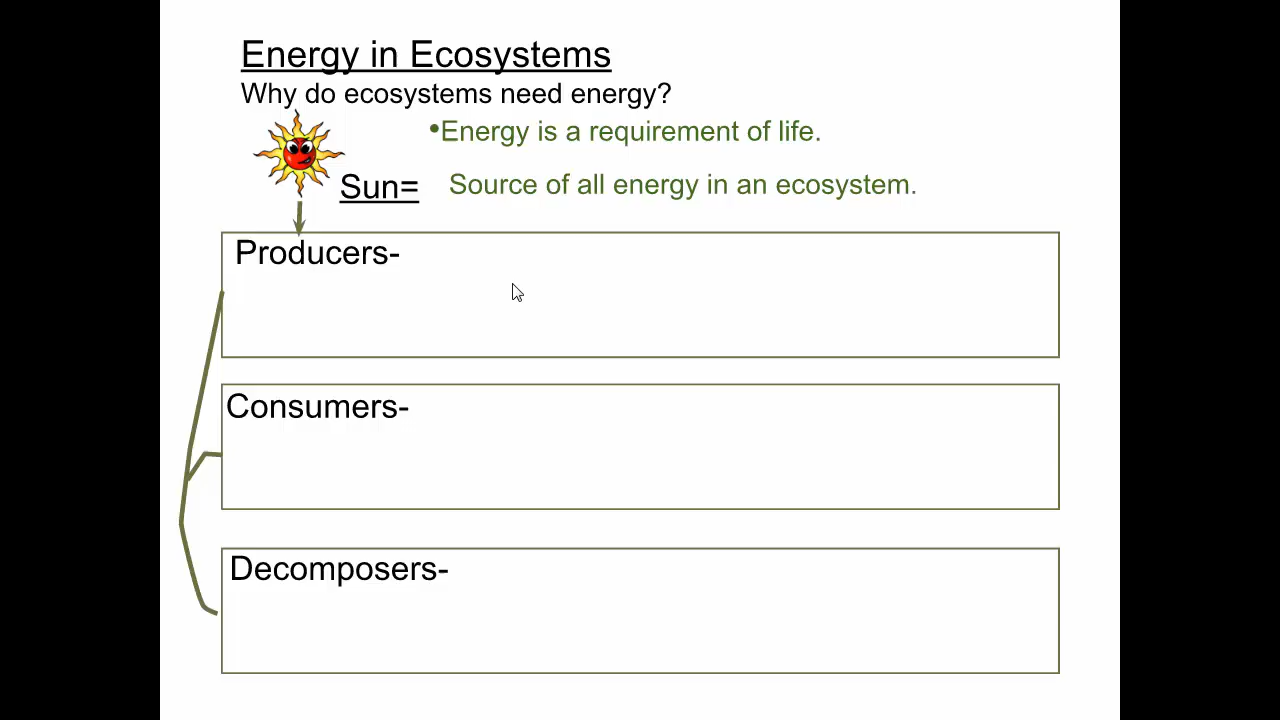 Energy in Ecosystems
Why do ecosystems need energy?
•Energy is a requirement of life.
Sun= Source of all energy in an ecosystem.
Producers-
Consumers-
Decomposers-